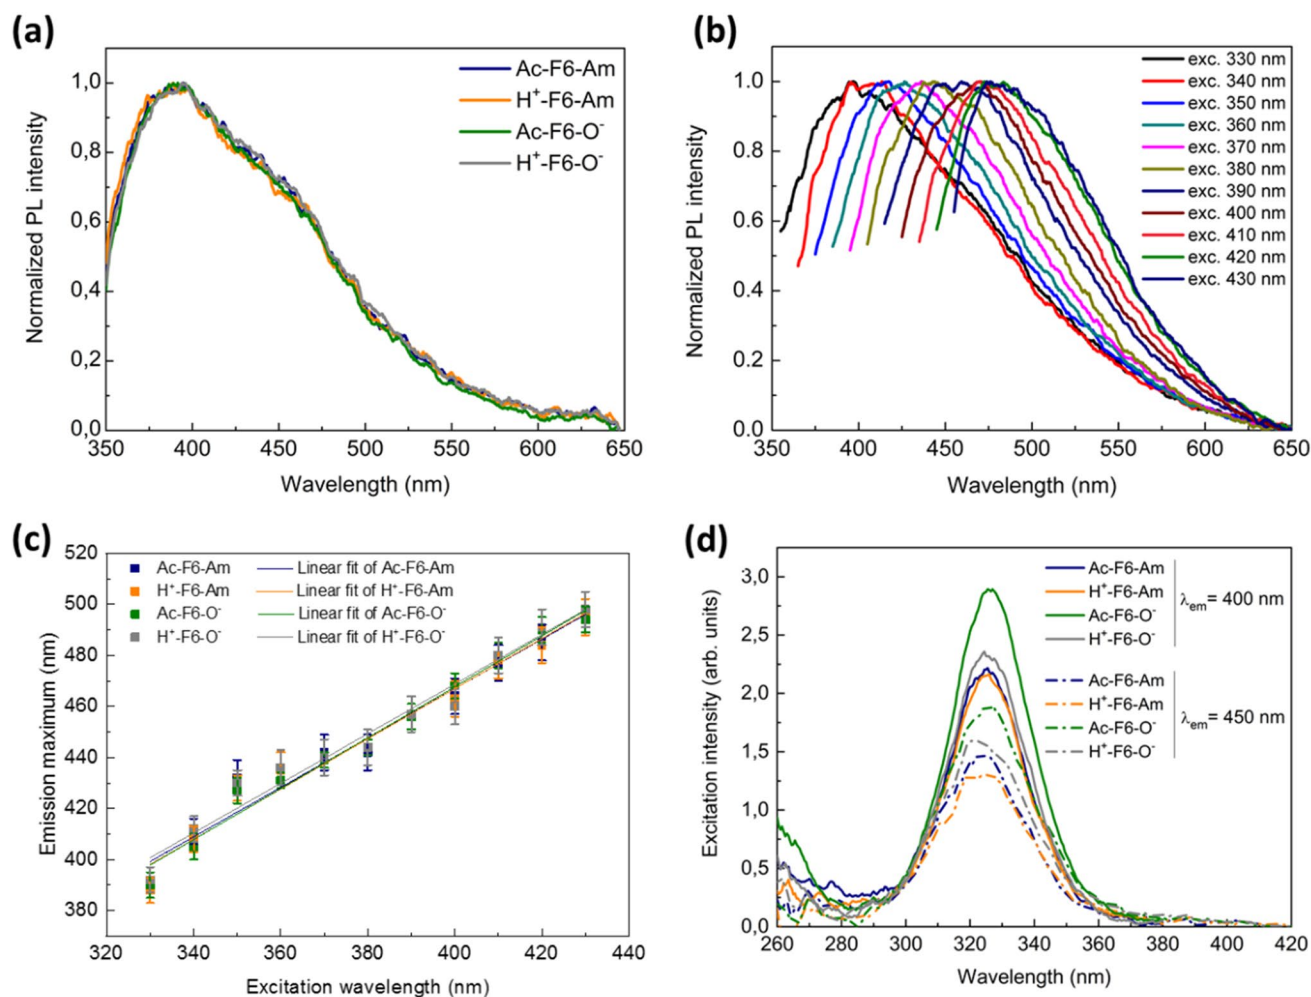 (a)
Normalized PL intensity
1,0
0,8
0,6
0,4
0,2
0,0
Ac-F6-Am
H⁺-F6-Am
Ac-F6-O⁻
H⁺-F6-O⁻
350 400 450 500 550 600 650
Wavelength (nm)
(b)
Normalized PL intensity
1.0
0.8
0.6
0.4
0.2
0.0
exc. 330 nm
exc. 340 nm
exc. 350 nm
exc. 360 nm
exc. 370 nm
exc. 380 nm
exc. 390 nm
exc. 400 nm
exc. 410 nm
exc. 420 nm
exc. 430 nm
350 400 450 500 550 600 650
Wavelength (nm)
(c)
Emission maximum (nm)
520
500
480
460
440
420
400
380
Ac-F6-Am Linear fit of Ac-F6-Am
H⁺-F6-Am Linear fit of H⁺-F6-Am
Ac-F6-O⁻ Linear fit of Ac-F6-O⁻
H⁺-F6-O⁻ Linear fit of H⁺-F6-O⁻
320 340 360 380 400 420 440
Excitation wavelength (nm)
(d)
Excitation intensity (arb. units)
3,0
2,5
2,0
1,5
1,0
0,5
0,0
Ac-F6-Am
H⁺-F6-Am
Ac-F6-O⁻
H⁺-F6-O⁻
λem= 400 nm
Ac-F6-Am
H⁺-F6-Am
Ac-F6-O⁻
H⁺-F6-O⁻
λem= 450 nm
260 280 300 320 340 360 380 400 420
Wavelength (nm)